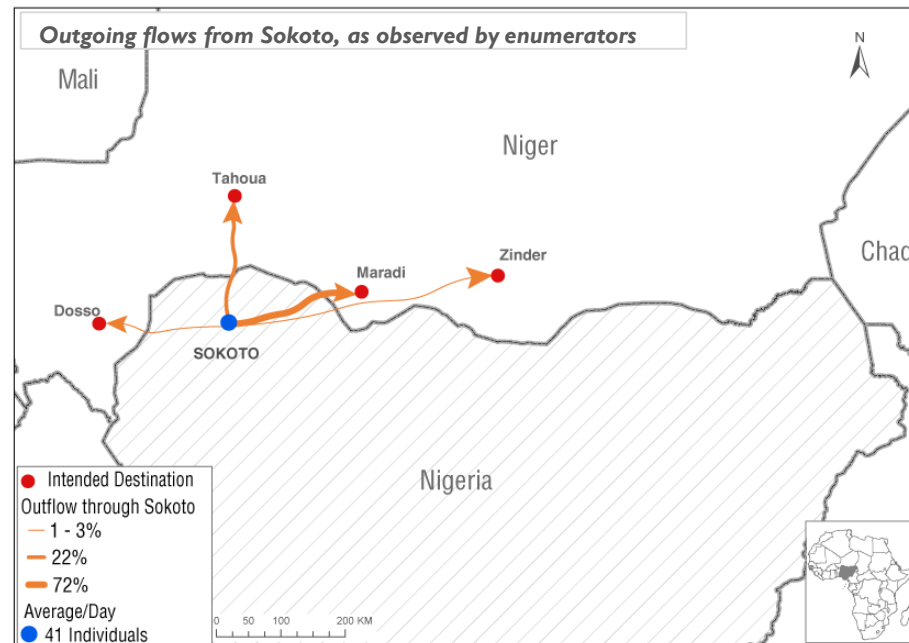 Outgoing flows from Sokoto, as observed by enumerators
N
Mali
Niger
Tahoua
Chad
Zinder
Maradi
Dosso
SOKOTO
Nigeria
Intended Destination
Outflow through Sokoto
1 - 3%
22%
72%
Average/Day
41 Individuals
0 50 100 200 KM